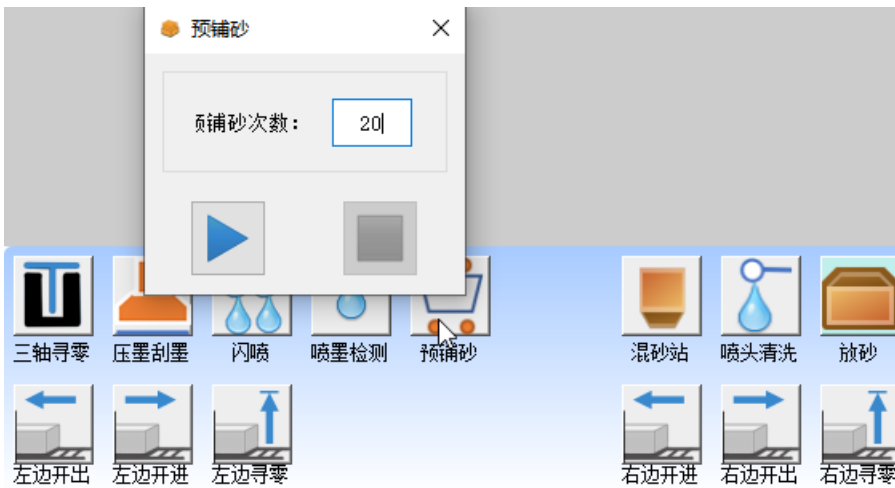 预铺砂
预铺砂次数：
20
三轴寻零 压墨刮墨 闪喷 喷墨检测 预铺砂 混砂站 喷头清洗 放砂
左边开出 左边开进 左边寻零 右边开进 右边开出 右边寻零